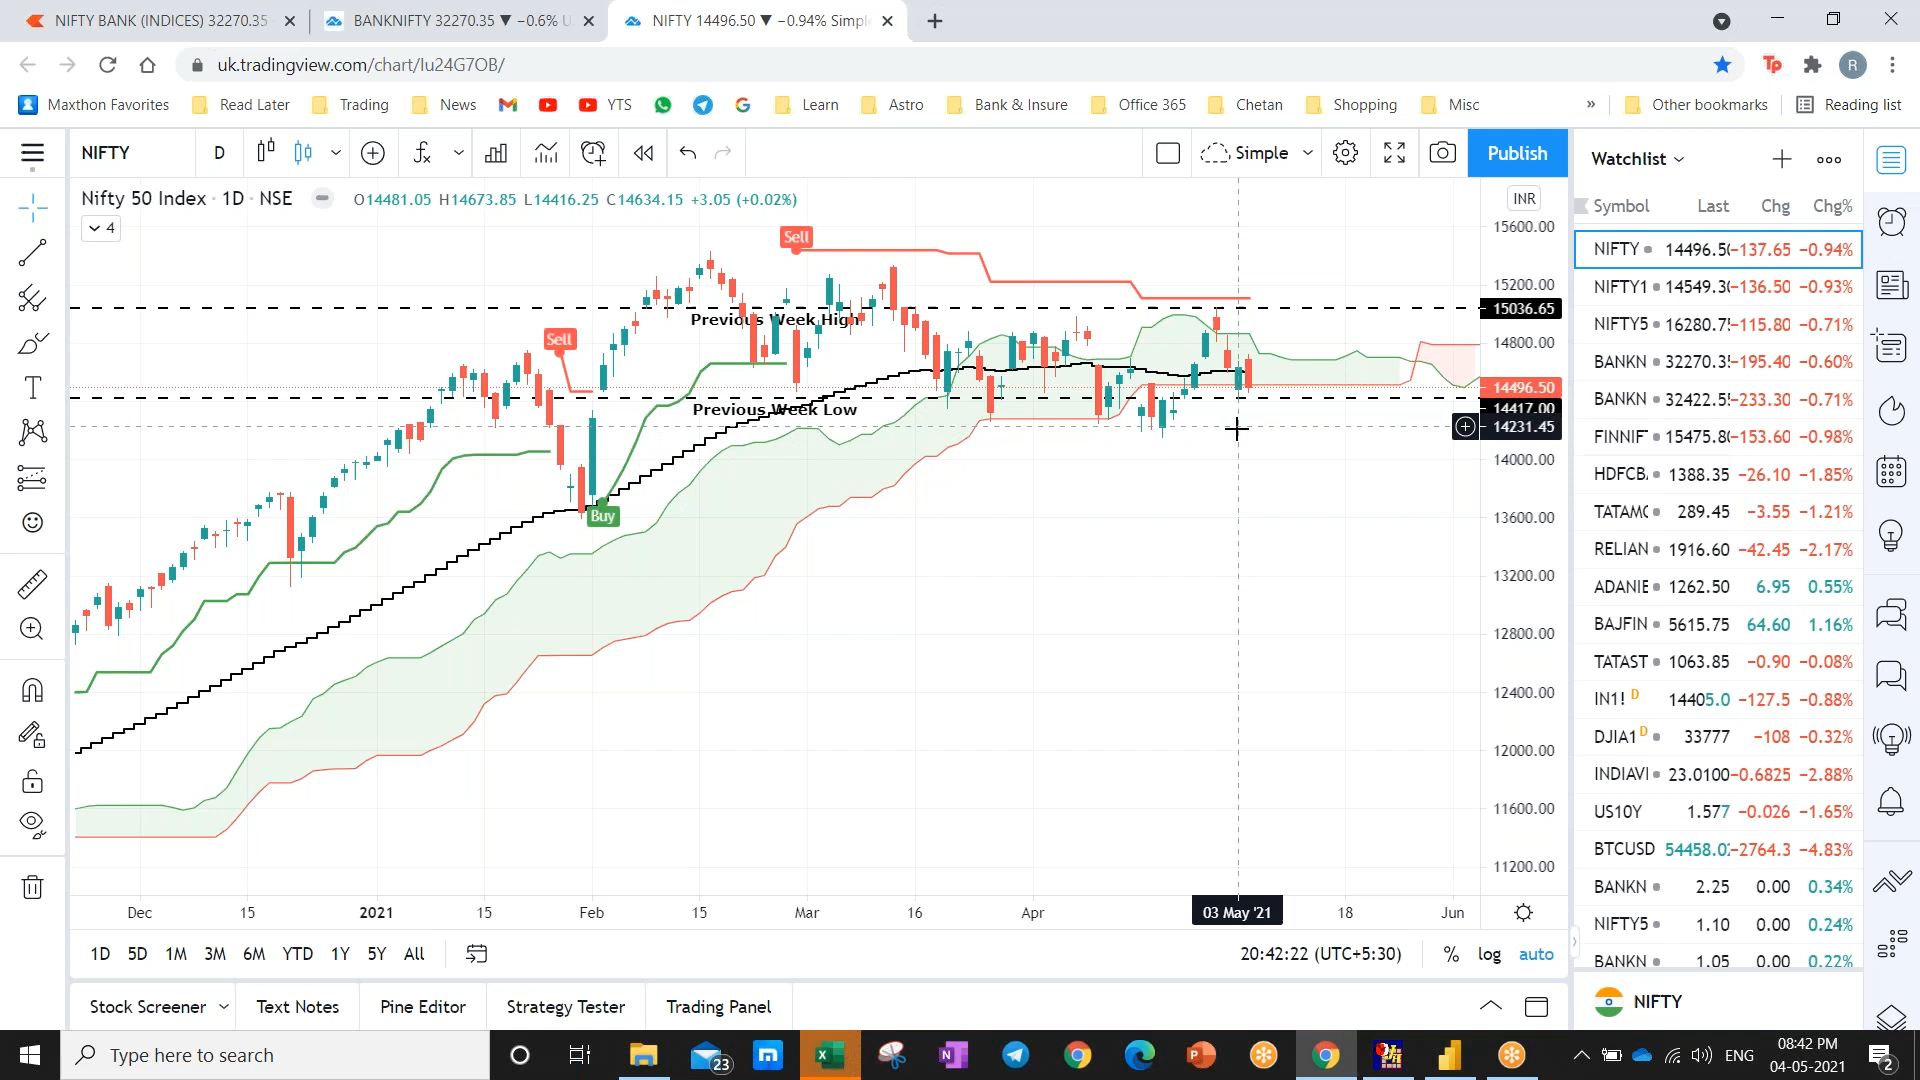 NIFTY BANK (INDICES) 32270.35
BANKNIFTY 32270.35 ▼ −0.6% U
NIFTY 14496.50 ▼ −0.94% Simpl
uk.tradingview.com/chart/Iu24G7OB/
Tp
R
Maxthon Favorites Read Later Trading News YTS Learn Astro Bank & Insure Office 365 Chetan Shopping Misc » Other bookmarks Reading list
NIFTY D Simple Publish
Nifty 50 Index · 1D · NSE O14481.05 H14673.85 L14416.25 C14634.15 +3.05 (+0.02%)
4
INR
Sell
Sell
Buy
Previous Week High
Previous Week Low
15600.00
15200.00
15036.65
14800.00
14496.50
14417.00
14231.45
14000.00
13600.00
13200.00
12800.00
12400.00
12000.00
11600.00
11200.00
Dec 15 2021 15 Feb 15 Mar 16 Apr 03 May '21 18 Jun
1D 5D 1M 3M 6M YTD 1Y 5Y All
20:42:22 (UTC+5:30) % log auto
Stock Screener Text Notes Pine Editor Strategy Tester Trading Panel
Watchlist
Symbol Last Chg Chg%
NIFTY 14496.50 −137.65 −0.94%
NIFTY1 14549.30 −136.50 −0.93%
NIFTY5 16280.7 −115.80 −0.71%
BANKN 32270.35 −195.40 −0.60%
BANKN 32422.5 −233.30 −0.71%
FINNIF 15475.80 −153.60 −0.98%
HDFCB 1388.35 −26.10 −1.85%
TATAMO 289.45 −3.55 −1.21%
RELIAN 1916.60 −42.45 −2.17%
ADANIE 1262.50 6.95 0.55%
BAJFIN 5615.75 64.60 1.16%
TATAST 1063.85 −0.90 −0.08%
IN1! D 14405.0 −127.5 −0.88%
DJIA1 D 33777 −108 −0.32%
INDIAVI 23.0100 −0.6825 −2.88%
US10Y 1.577 −0.026 −1.65%
BTCUSD 54458.0 −2764.3 −4.83%
BANKN 2.25 0.00 0.34%
NIFTY5 1.10 0.00 0.24%
BANKN 1.05 0.00 0.22%
NIFTY
Type here to search
23
ENG
08:42 PM
04-05-2021
2